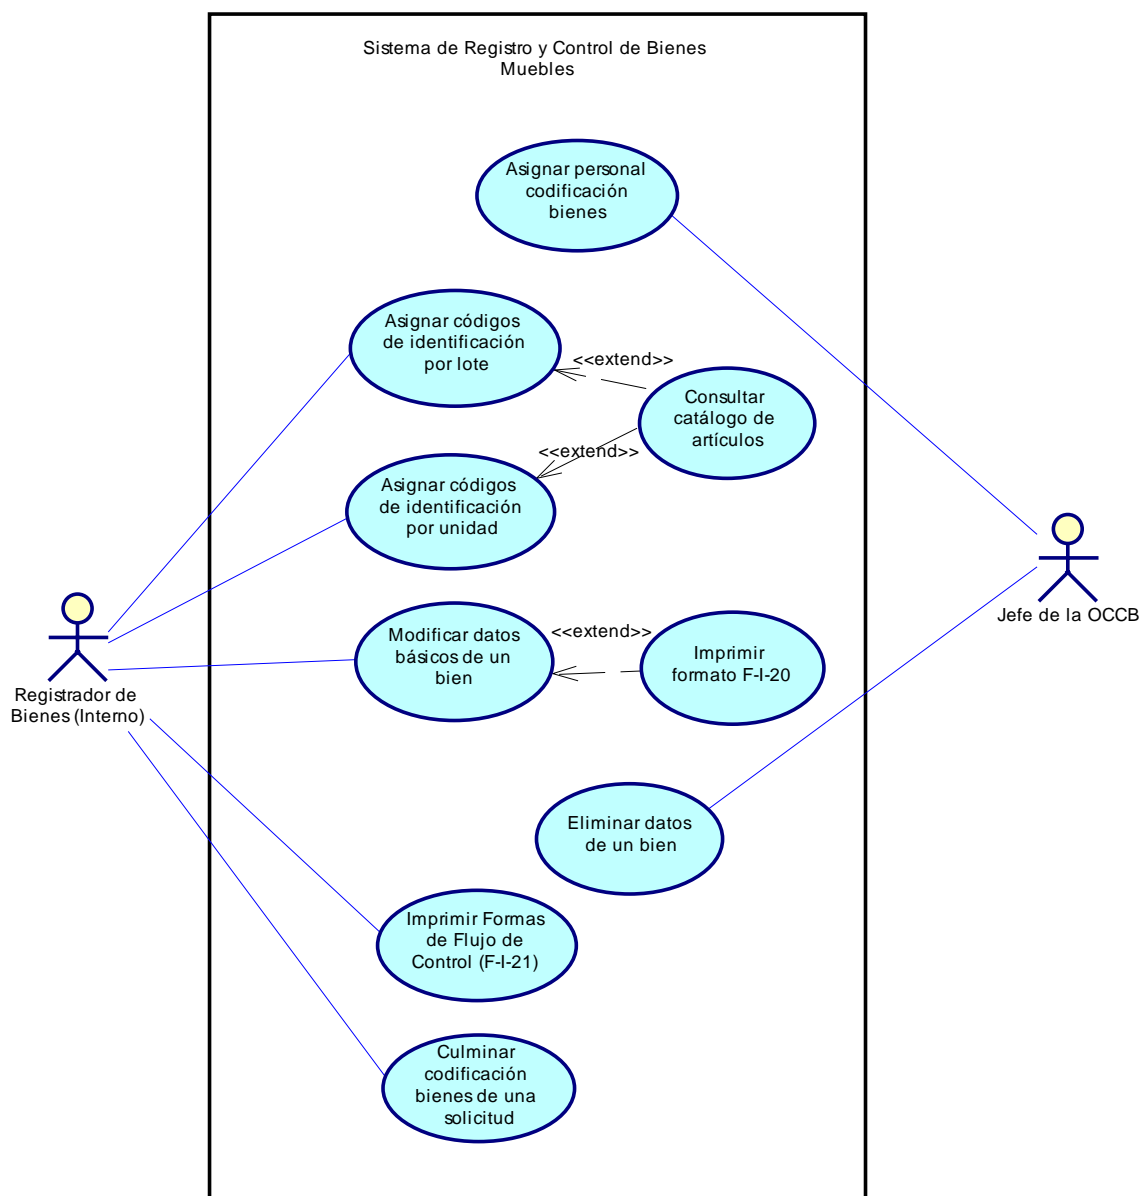 Sistema de Registro y Control de Bienes
Muebles
Asignar personal
codificación
bienes
Asignar códigos
de identificación
por lote
<<extend>>
Consultar
catálogo de
artículos
<<extend>>
Asignar códigos
de identificación
por unidad
Jefe de la OCCB
Registrador de
Bienes (Interno)
Modificar datos
básicos de un
bien
<<extend>>
Imprimir
formato F-I-20
Eliminar datos
de un bien
Imprimir Formas
de Flujo de
Control (F-I-21)
Culminar
codificación
bienes de una
solicitud